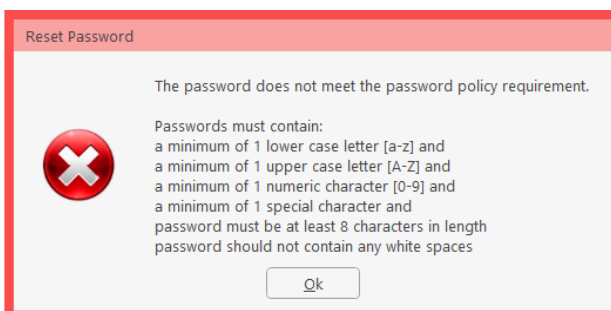 Reset Password
The password does not meet the password policy requirement.
Passwords must contain:
a minimum of 1 lower case letter [a-z] and
a minimum of 1 upper case letter [A-Z] and
a minimum of 1 numeric character [0-9] and
a minimum of 1 special character and
password must be at least 8 characters in length
password should not contain any white spaces
Ok